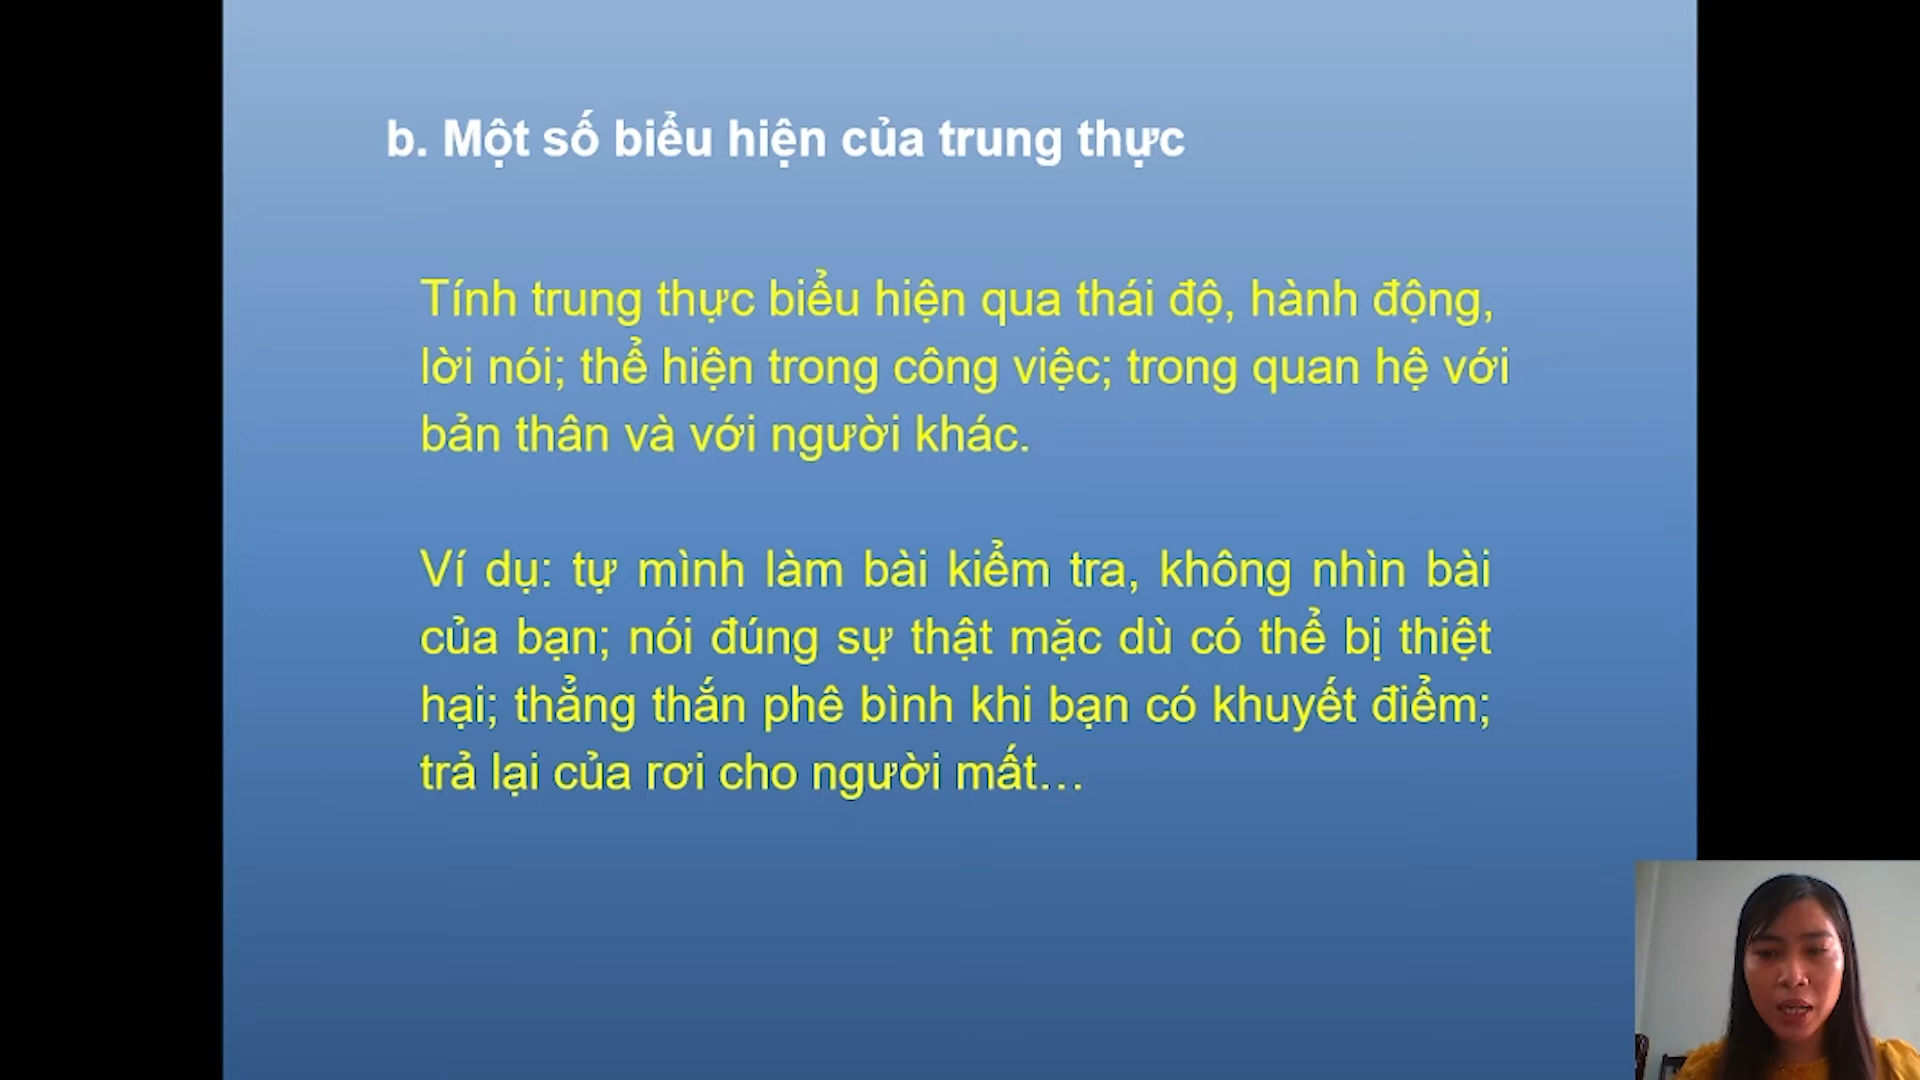 b. Một số biểu hiện của trung thực
Tính trung thực biểu hiện qua thái độ, hành động,
lời nói; thể hiện trong công việc; trong quan hệ với
bản thân và với người khác.
Ví dụ: tự mình làm bài kiểm tra, không nhìn bài
của bạn; nói đúng sự thật mặc dù có thể bị thiệt
hại; thẳng thắn phê bình khi bạn có khuyết điểm;
trả lại của rơi cho người mất…